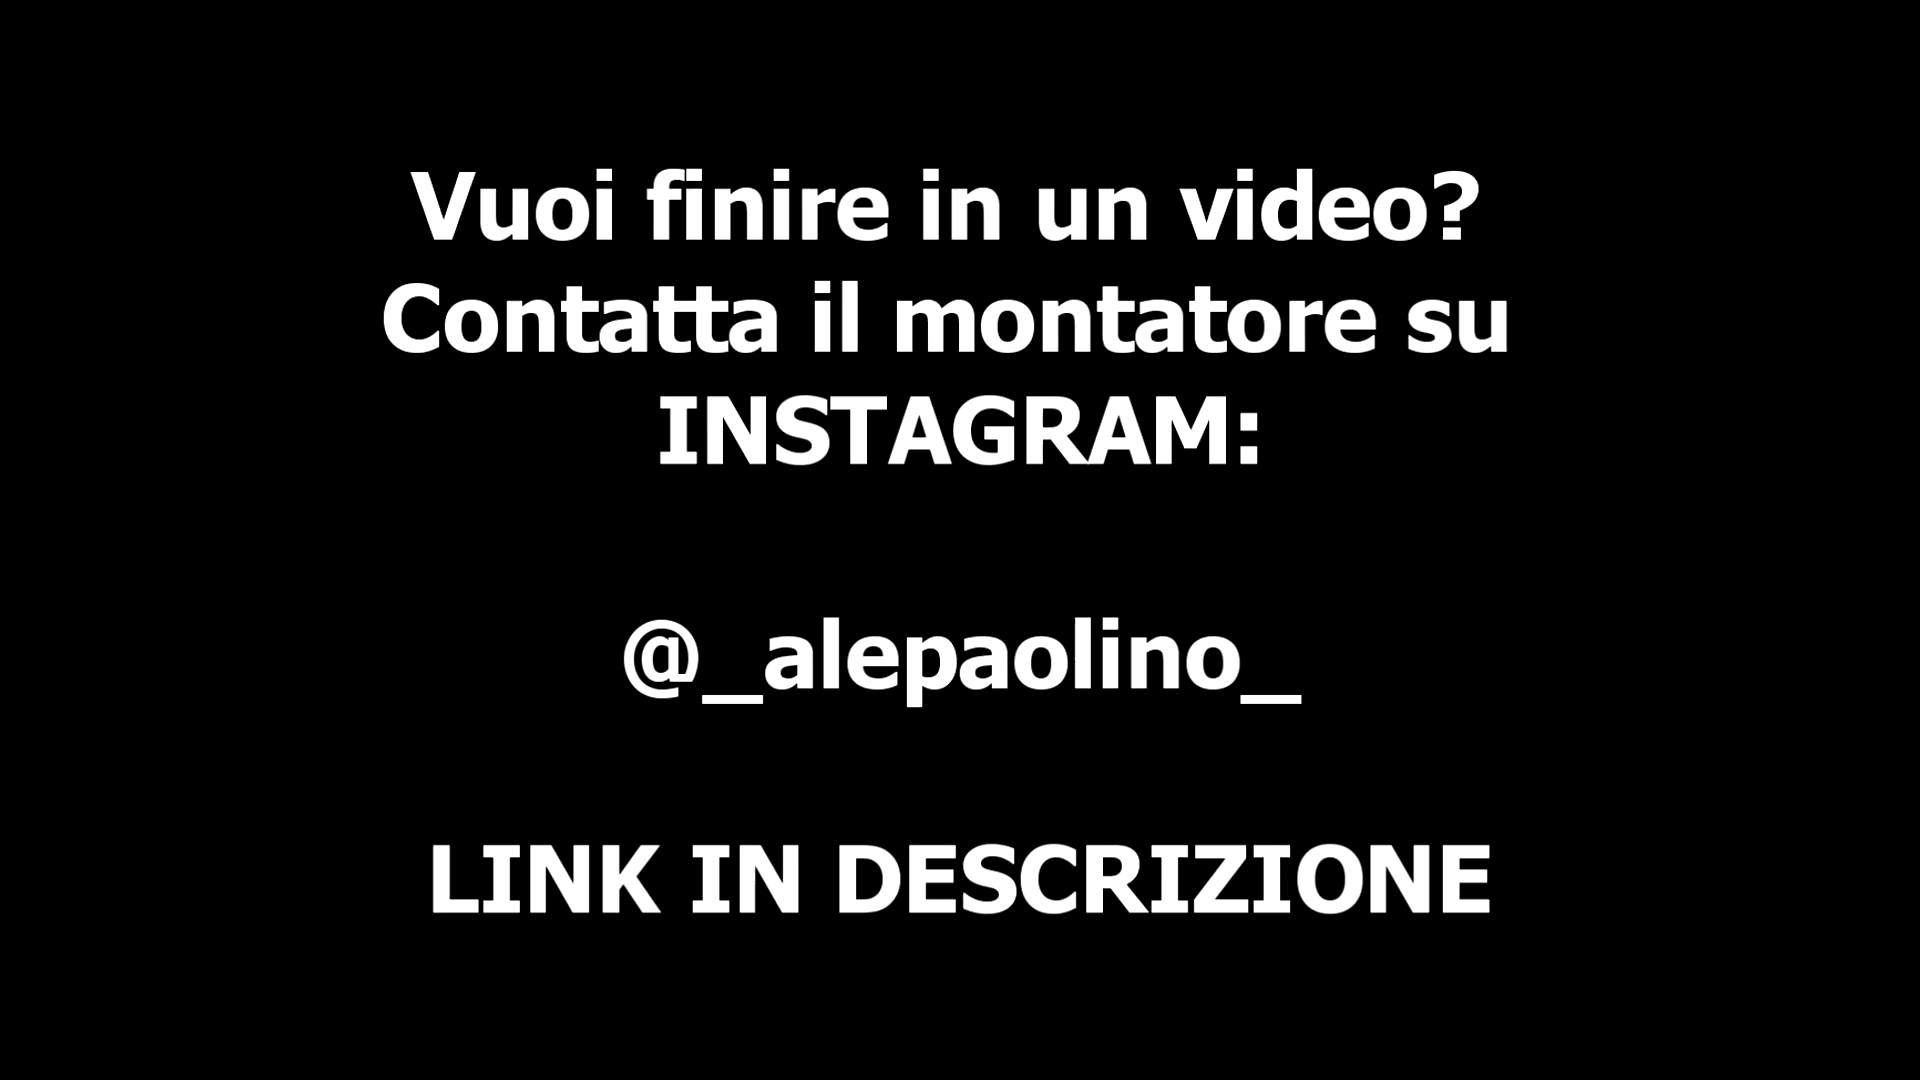 Vuoi finire in un video?
Contatta il montatore su
INSTAGRAM:
@_alepaolino_
LINK IN DESCRIZIONE